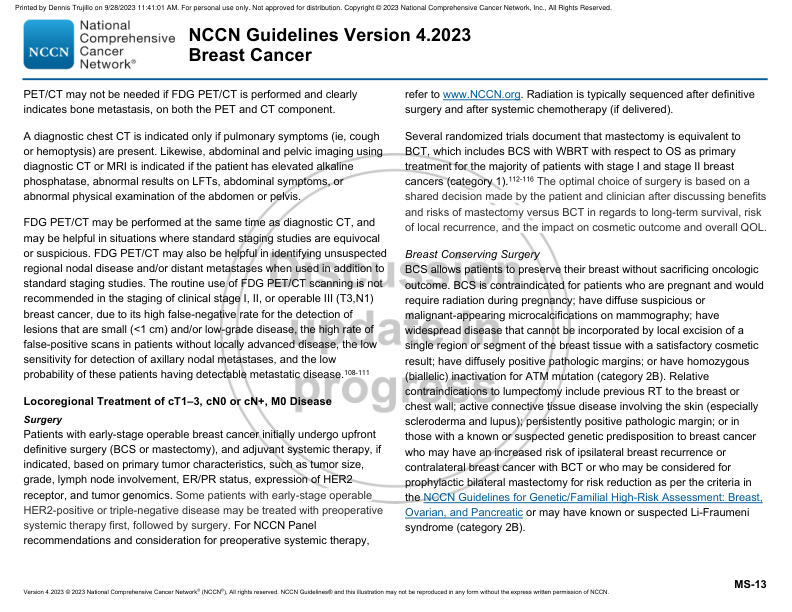 Printed by Dennis Trujillo on 9/28/2023 11:41:01 AM. For personal use only. Not approved for distribution. Copyright © 2023 National Comprehensive Cancer Network, Inc., All Rights Reserved.
NCCN
National
Comprehensive
Cancer
Network®
NCCN Guidelines Version 4.2023
Breast Cancer
PET/CT may not be needed if FDG PET/CT is performed and clearly
indicates bone metastasis, on both the PET and CT component.
A diagnostic chest CT is indicated only if pulmonary symptoms (ie, cough
or hemoptysis) are present. Likewise, abdominal and pelvic imaging using
diagnostic CT or MRI is indicated if the patient has elevated alkaline
phosphatase, abnormal results on LFTs, abdominal symptoms, or
abnormal physical examination of the abdomen or pelvis.
FDG PET/CT may be performed at the same time as diagnostic CT, and
may be helpful in situations where standard staging studies are equivocal
or suspicious. FDG PET/CT may also be helpful in identifying unsuspected
regional nodal disease and/or distant metastases when used in addition to
standard staging studies. The routine use of FDG PET/CT scanning is not
recommended in the staging of clinical stage I, II, or operable III (T3,N1)
breast cancer, due to its high false-negative rate for the detection of
lesions that are small (<1 cm) and/or low-grade disease, the high rate of
false-positive scans in patients without locally advanced disease, the low
sensitivity for detection of axillary nodal metastases, and the low
probability of these patients having detectable metastatic disease.108-111
Locoregional Treatment of cT1–3, cN0 or cN+, M0 Disease
Surgery
Patients with early-stage operable breast cancer initially undergo upfront
definitive surgery (BCS or mastectomy), and adjuvant systemic therapy, if
indicated, based on primary tumor characteristics, such as tumor size,
grade, lymph node involvement, ER/PR status, expression of HER2
receptor, and tumor genomics. Some patients with early-stage operable
HER2-positive or triple-negative disease may be treated with preoperative
systemic therapy first, followed by surgery. For NCCN Panel
recommendations and consideration for preoperative systemic therapy,
refer to www.NCCN.org. Radiation is typically sequenced after definitive
surgery and after systemic chemotherapy (if delivered).
Several randomized trials document that mastectomy is equivalent to
BCT, which includes BCS with WBRT with respect to OS as primary
treatment for the majority of patients with stage I and stage II breast
cancers (category 1).112-116 The optimal choice of surgery is based on a
shared decision made by the patient and clinician after discussing benefits
and risks of mastectomy versus BCT in regards to long-term survival, risk
of local recurrence, and the impact on cosmetic outcome and overall QOL.
Breast Conserving Surgery
BCS allows patients to preserve their breast without sacrificing oncologic
outcome. BCS is contraindicated for patients who are pregnant and would
require radiation during pregnancy; have diffuse suspicious or
malignant-appearing microcalcifications on mammography; have
widespread disease that cannot be incorporated by local excision of a
single region or segment of the breast tissue with a satisfactory cosmetic
result; have diffusely positive pathologic margins; or have homozygous
(biallelic) inactivation for ATM mutation (category 2B). Relative
contraindications to lumpectomy include previous RT to the breast or
chest wall; active connective tissue disease involving the skin (especially
scleroderma and lupus); persistently positive pathologic margin; or in
those with a known or suspected genetic predisposition to breast cancer
who may have an increased risk of ipsilateral breast recurrence or
contralateral breast cancer with BCT or who may be considered for
prophylactic bilateral mastectomy for risk reduction as per the criteria in
the NCCN Guidelines for Genetic/Familial High-Risk Assessment: Breast,
Ovarian, and Pancreatic or may have known or suspected Li-Fraumeni
syndrome (category 2B).
Discussion
update in
progress
MS-13
Version 4.2023 © 2023 National Comprehensive Cancer Network® (NCCN®), All rights reserved. NCCN Guidelines® and this illustration may not be reproduced in any form without the express written permission of NCCN.